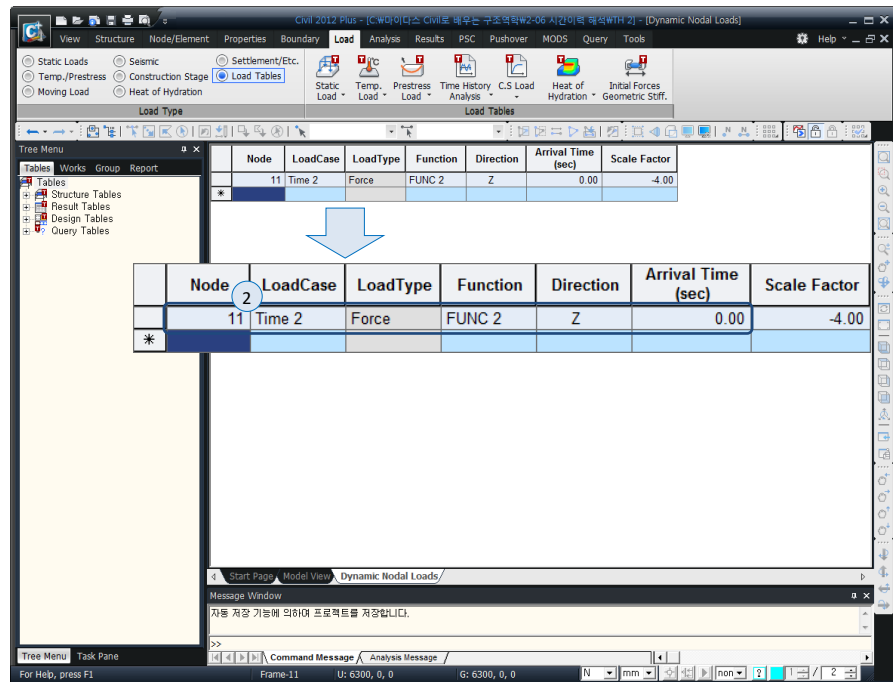 Civil 2012 Plus - [C:₩마이다스 Civil로 배우는 구조역학₩2-06 시간이력 해석₩TH 2] - [Dynamic Nodal Loads]
View Structure Node/Element Properties Boundary Load Analysis Results PSC Pushover MODS Query Tools Help
Static Loads Seismic Settlement/Etc.
Temp./Prestress Construction Stage Load Tables
Moving Load Heat of Hydration
Static Load Temp. Load Prestress Load Time History Analysis C.S Load Heat of Hydration Initial Forces Geometric Stiff.
Load Type Load Tables
Tree Menu
Tables Works Group Report
Tables
Structure Tables
Result Tables
Design Tables
Query Tables
Node LoadCase LoadType Function Direction Arrival Time (sec) Scale Factor
11 Time 2 Force FUNC 2 Z 0.00 -4.00
Node LoadCase LoadType Function Direction Arrival Time (sec) Scale Factor
2
11 Time 2 Force FUNC 2 Z 0.00 -4.00
Start Page Model View Dynamic Nodal Loads
Message Window
자동 저장 기능에 의하여 프로젝트를 저장합니다.
>>
Command Message Analysis Message
Tree Menu Task Pane
For Help, press F1 Frame-11 U: 6300, 0, 0 G: 6300, 0, 0 N mm non 1 / 2